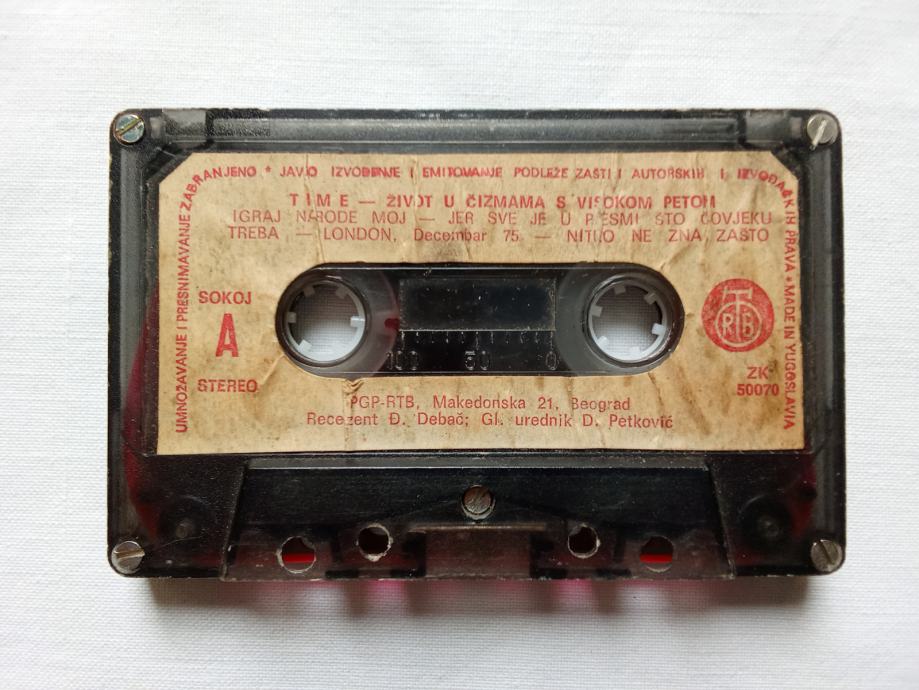 UMNOŽAVANJE I PRESNIMAVANJE ZABRANJENO * JAVNO IZVOĐENJE I EMITOVANJE PODLEŽE ZAŠTITI AUTORSKIH I IZVOĐAČKIH PRAVA * MADE IN YUGOSLAVIA
TIME — ŽIVOT U ČIZMAMA S VISOKOM PETOM
IGRAJ NARODE MOJ — JER SVE JE U PJESMI ŠTO ČOVJEKU
TREBA — LONDON, Decembar 75 — NITKO NE ZNA ZAŠTO
SOKOJ
A
STEREO
RTB
ZK
50070
100 50 0
PGP-RTB, Makedonska 21, Beograd
Recezent Đ. Debač; Gl. urednik D. Petković